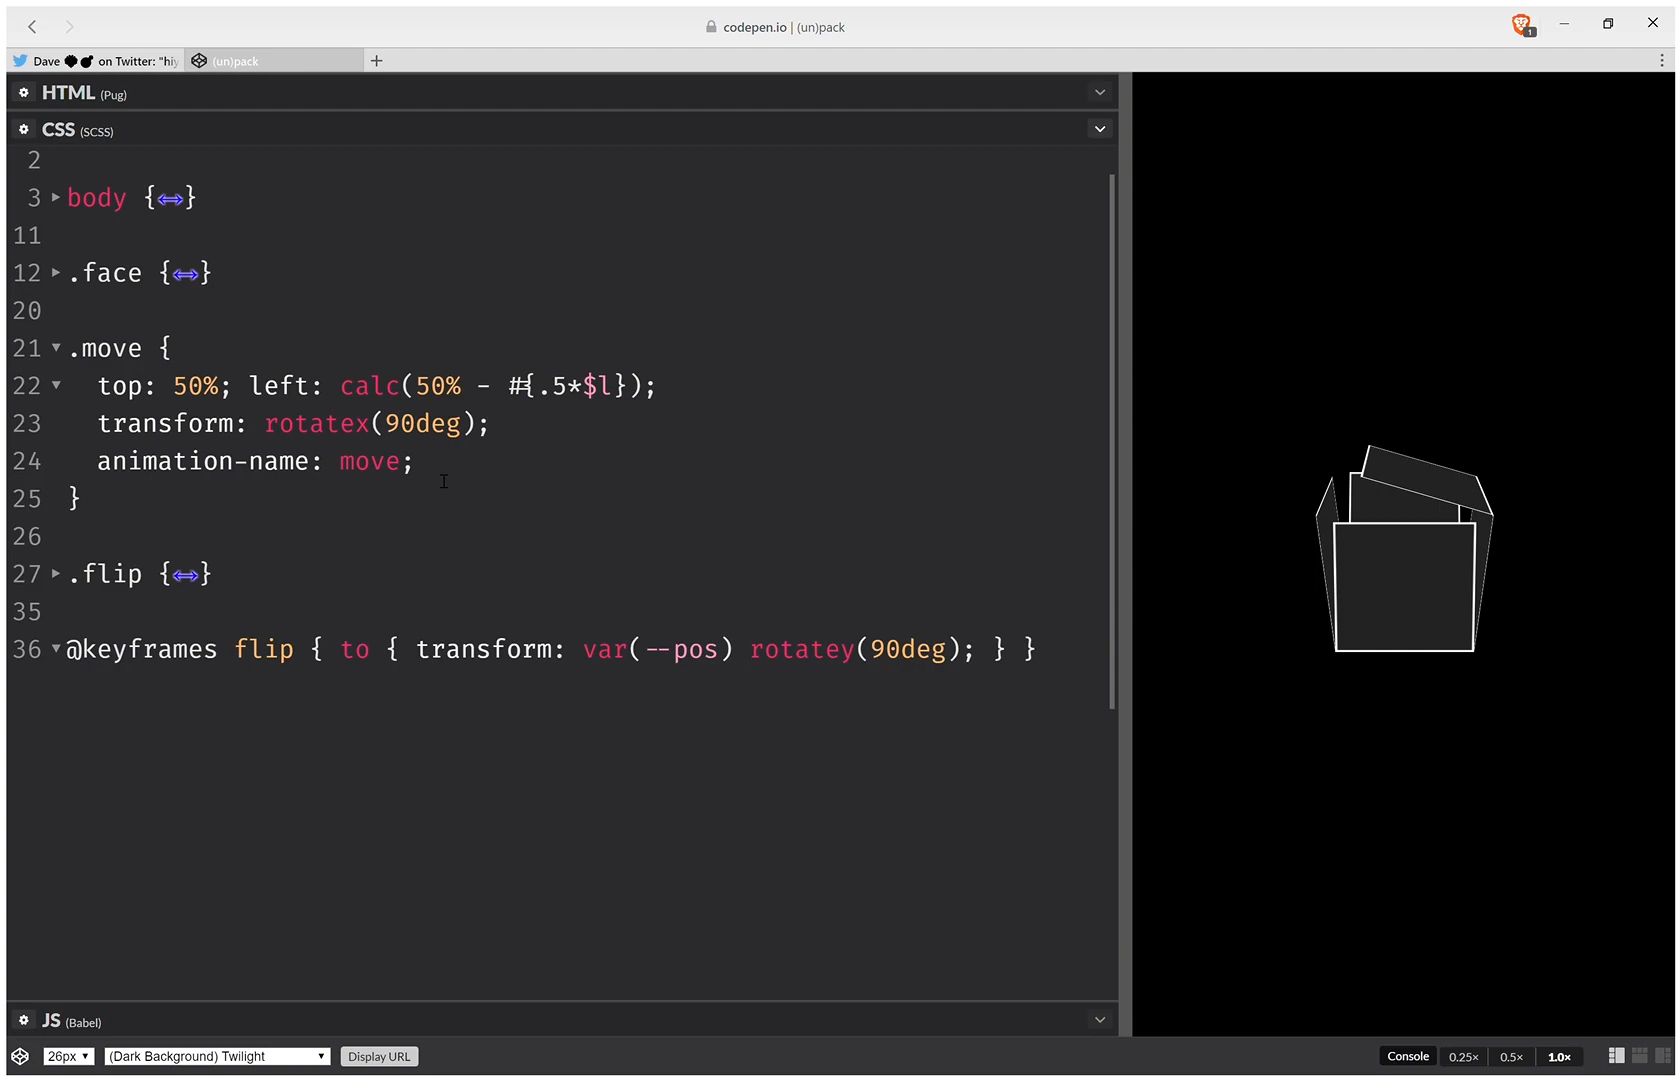 codepen.io | (un)pack
1
Dave on Twitter: "hiy
(un)pack
HTML (Pug)
CSS (SCSS)
2
3 body {↔}
11
12 .face {↔}
20
21 .move {
22 top: 50%; left: calc(50% - #{.5*$l});
23 transform: rotatex(90deg);
24 animation-name: move;
25 }
26
27 .flip {↔}
35
36 @keyframes flip { to { transform: var(--pos) rotatey(90deg); } }
JS (Babel)
26px (Dark Background) Twilight Display URL Console 0.25× 0.5× 1.0×